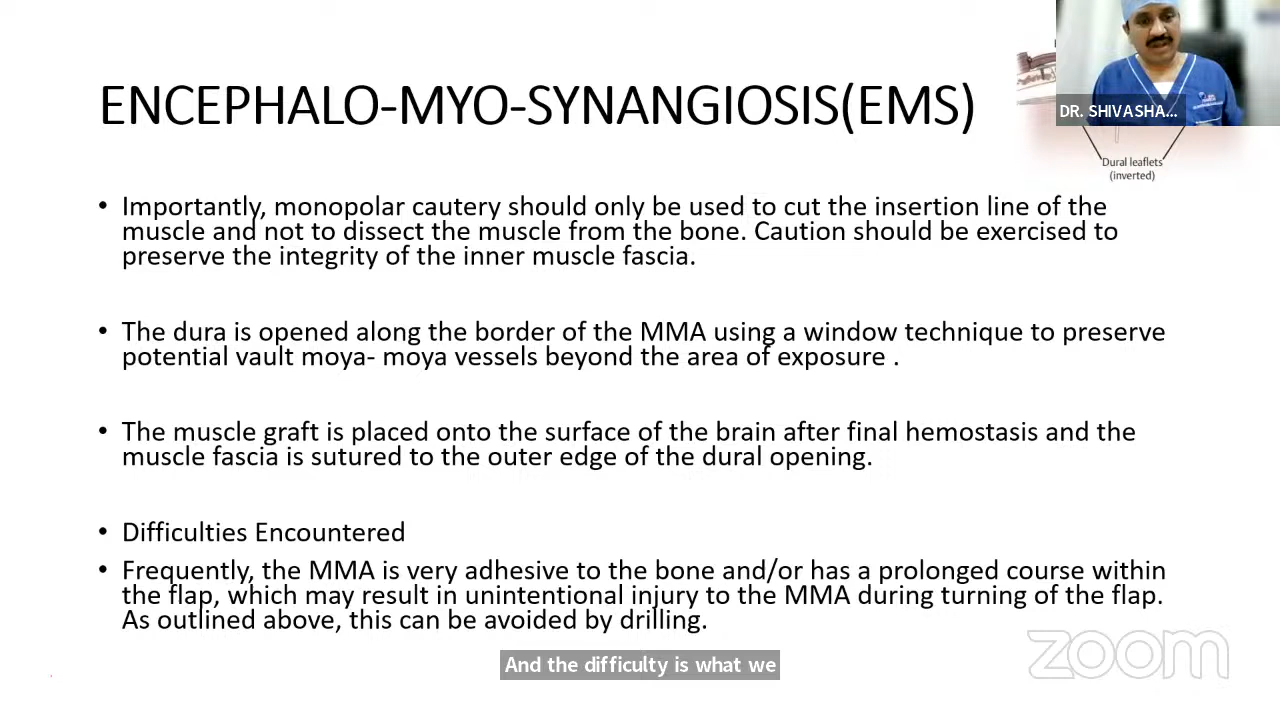 ENCEPHALO-MYO-SYNANGIOSIS(EMS)
DR. SHIVASHA...
Dural leaflets
(inverted)
• Importantly, monopolar cautery should only be used to cut the insertion line of the
muscle and not to dissect the muscle from the bone. Caution should be exercised to
preserve the integrity of the inner muscle fascia.
• The dura is opened along the border of the MMA using a window technique to preserve
potential vault moya- moya vessels beyond the area of exposure .
• The muscle graft is placed onto the surface of the brain after final hemostasis and the
muscle fascia is sutured to the outer edge of the dural opening.
• Difficulties Encountered
• Frequently, the MMA is very adhesive to the bone and/or has a prolonged course within
the flap, which may result in unintentional injury to the MMA during turning of the flap.
As outlined above, this can be avoided by drilling.
And the difficulty is what we
zoom